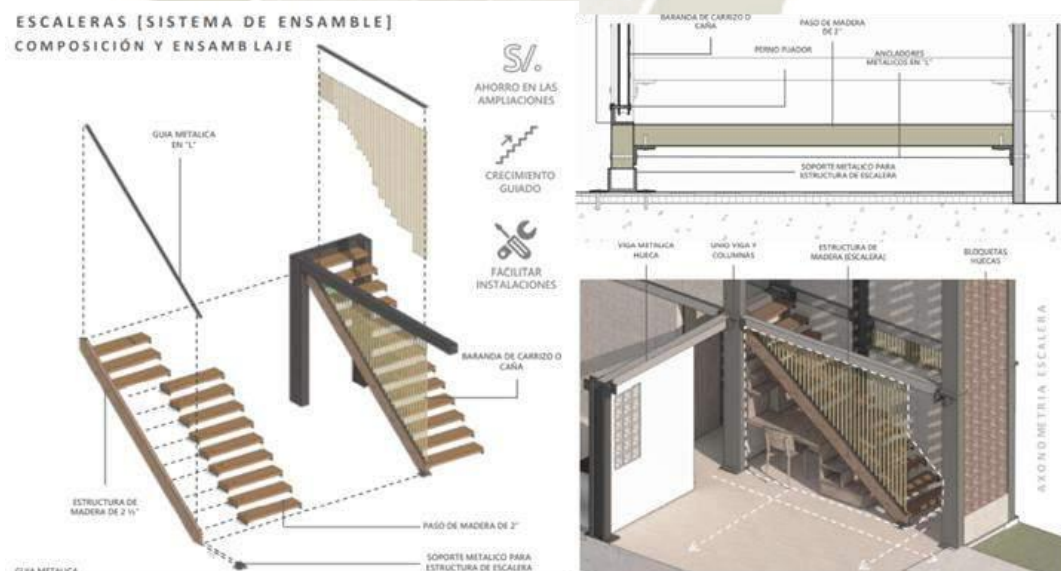 ESCALERAS [SISTEMA DE ENSAMBLE]
COMPOSICIÓN Y ENSAMBLAJE
GUIA METALICA
EN "L"
S/.
AHORRO EN LAS
AMPLIACIONES
CRECIMIENTO
GUIADO
FACILITAR
INSTALACIONES
BARANDA DE CARRIZO O
CAÑA
ESTRUCTURA DE
MADERA DE 2 ½"
PASO DE MADERA DE 2"
SOPORTE METALICO PARA
ESTRUCTURA DE ESCALERA
GUIA METALICA
BARANDA DE CARRIZO O
CAÑA
PASO DE MADERA
DE 2"
PERNO FIJADOR
ANCLADORES
METALICOS EN "L"
SOPORTE METALICO PARA
ESTRUCTURA DE ESCALERA
VIGA METALICA
HUECA
UNIO VIGA Y
COLUMNAS
ESTRUCTURA DE
MADERA (ESCALERA)
BLOQUETAS
HUECAS
AXONOMETRIA ESCALERA